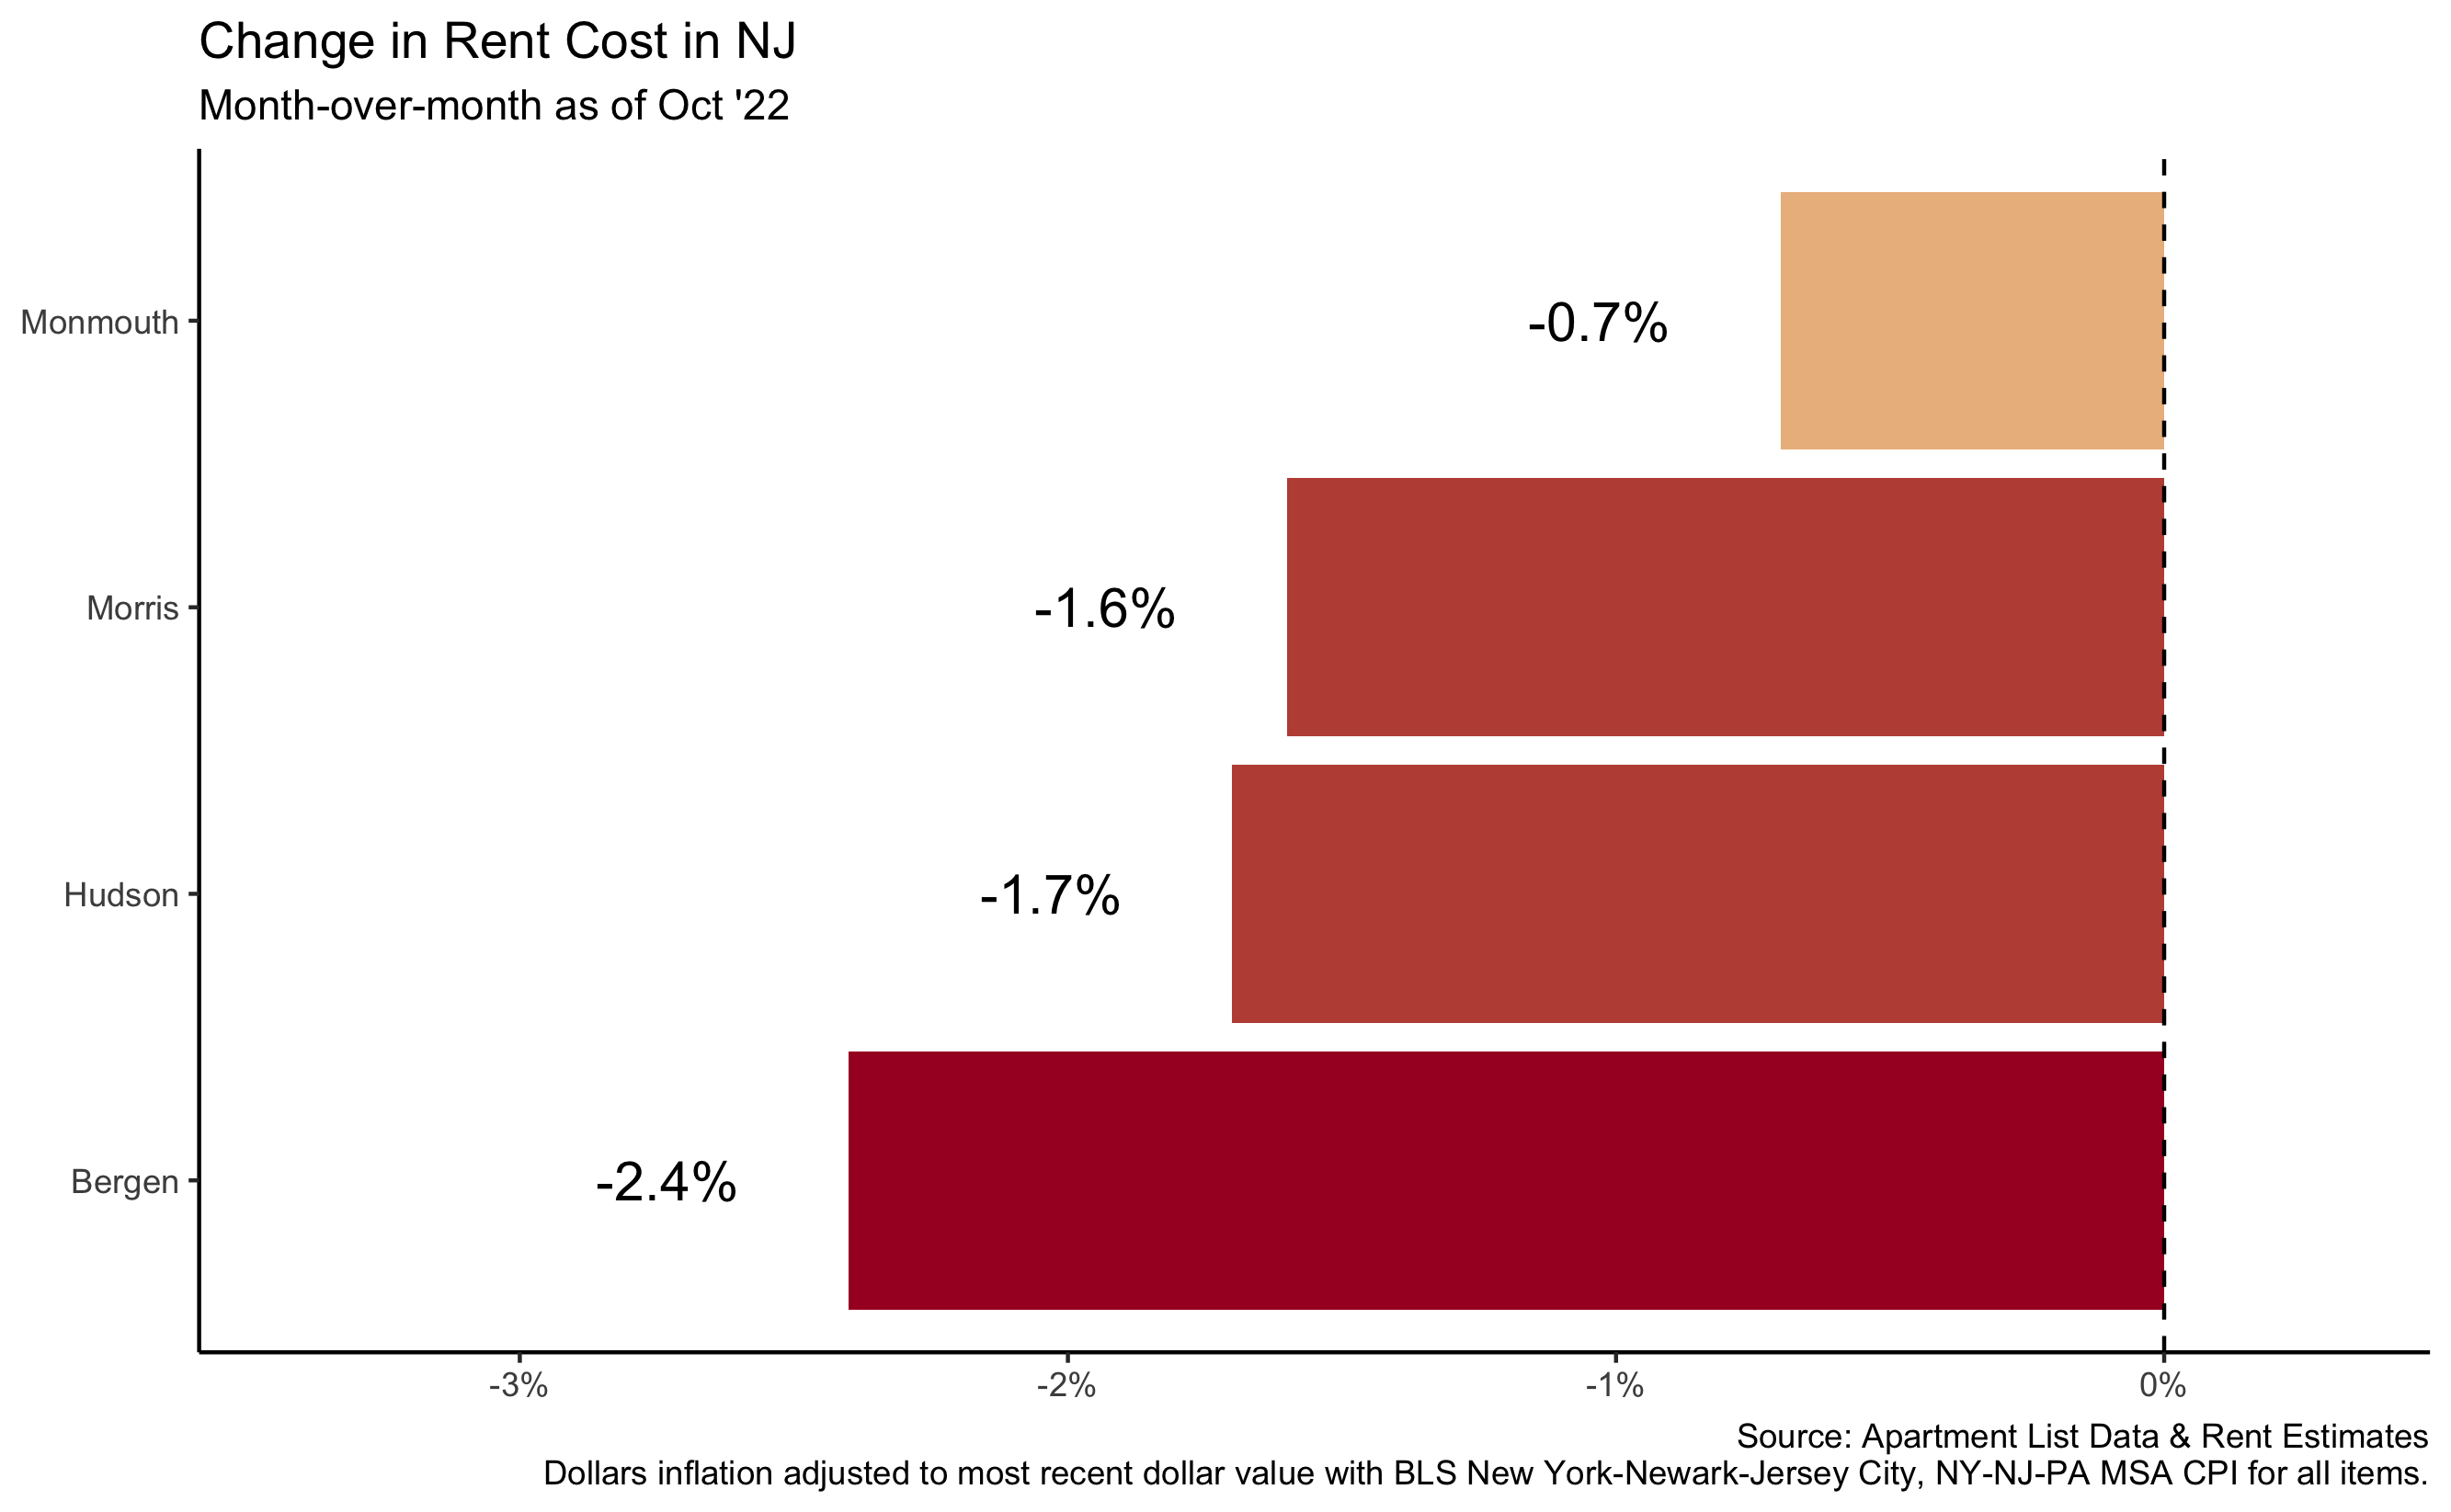 Change in Rent Cost in NJ
Month-over-month as of Oct '22
Monmouth
-0.7%
Morris
-1.6%
Hudson
-1.7%
Bergen
-2.4%
-3%
-2%
-1%
0%
Source: Apartment List Data & Rent Estimates
Dollars inflation adjusted to most recent dollar value with BLS New York-Newark-Jersey City, NY-NJ-PA MSA CPI for all items.